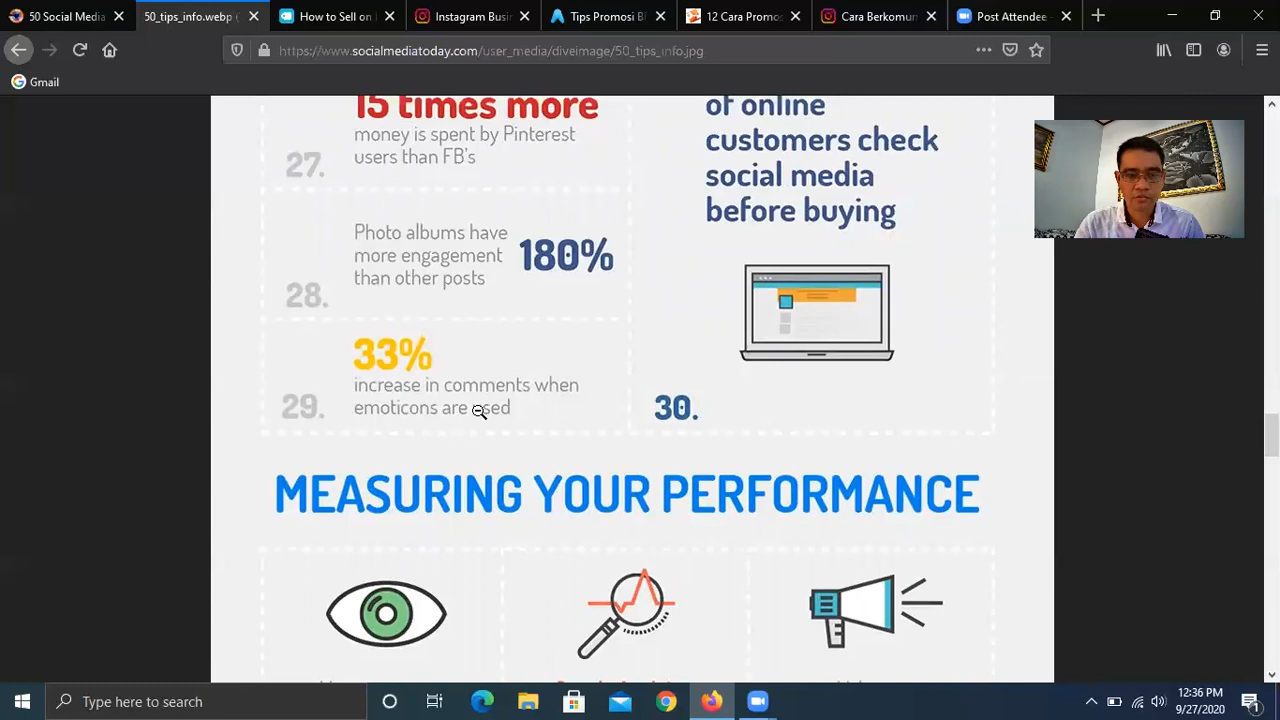 50 Social Media
50_tips_info.webp (
How to Sell on I
Instagram Busi
Tips Promosi Bi
12 Cara Promo
Cara Berkomun
Post Attendee -
https://www.socialmediatoday.com/user_media/diveimage/50_tips_info.jpg
Gmail
15 times more
money is spent by Pinterest
users than FB's
27.
Photo albums have
more engagement
than other posts
180%
28.
33%
increase in comments when
emoticons are used
29.
of online
customers check
social media
before buying
30.
MEASURING YOUR PERFORMANCE
Type here to search
12:36 PM
9/27/2020